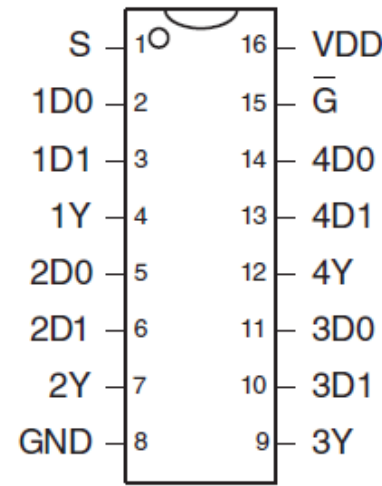 S 1 16 VDD
1D0 2 15 G̅
1D1 3 14 4D0
1Y 4 13 4D1
2D0 5 12 4Y
2D1 6 11 3D0
2Y 7 10 3D1
GND 8 9 3Y